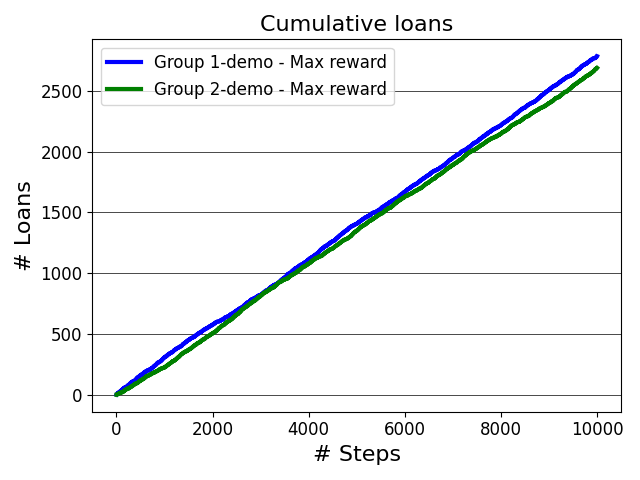 Cumulative loans
Group 1-demo - Max reward
Group 2-demo - Max reward
# Loans
2500
2000
1500
1000
500
0
0 2000 4000 6000 8000 10000
# Steps